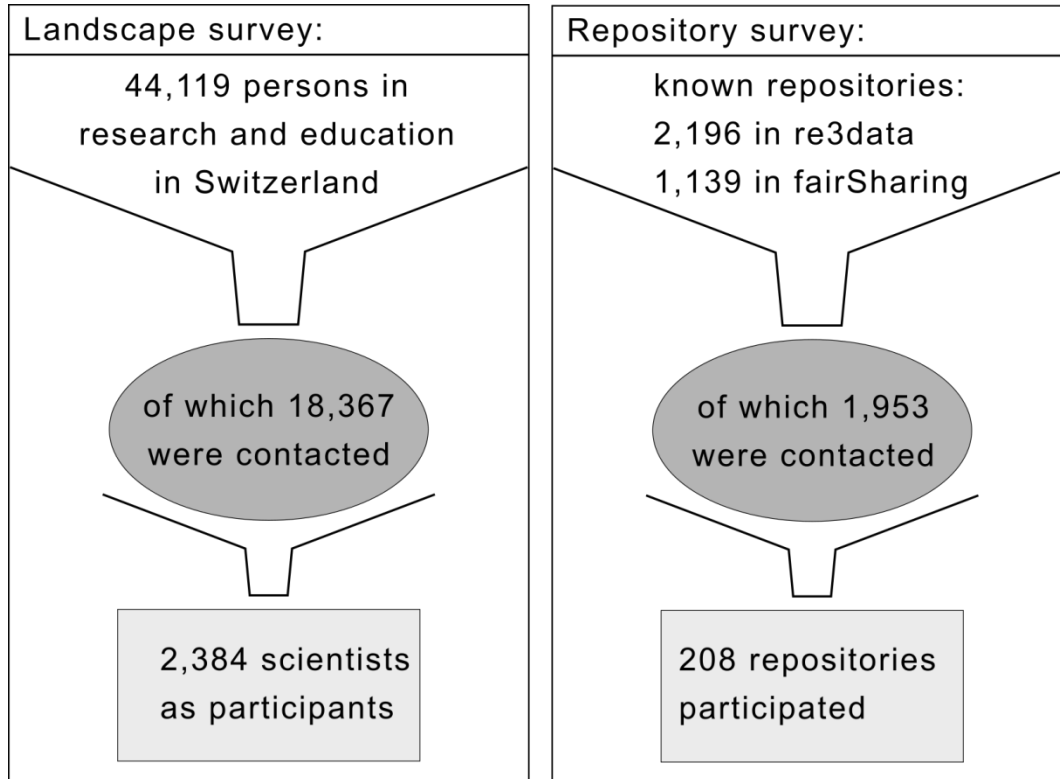 Landscape survey:
44,119 persons in
research and education
in Switzerland
of which 18,367
were contacted
2,384 scientists
as participants
Repository survey:
known repositories:
2,196 in re3data
1,139 in fairSharing
of which 1,953
were contacted
208 repositories
participated